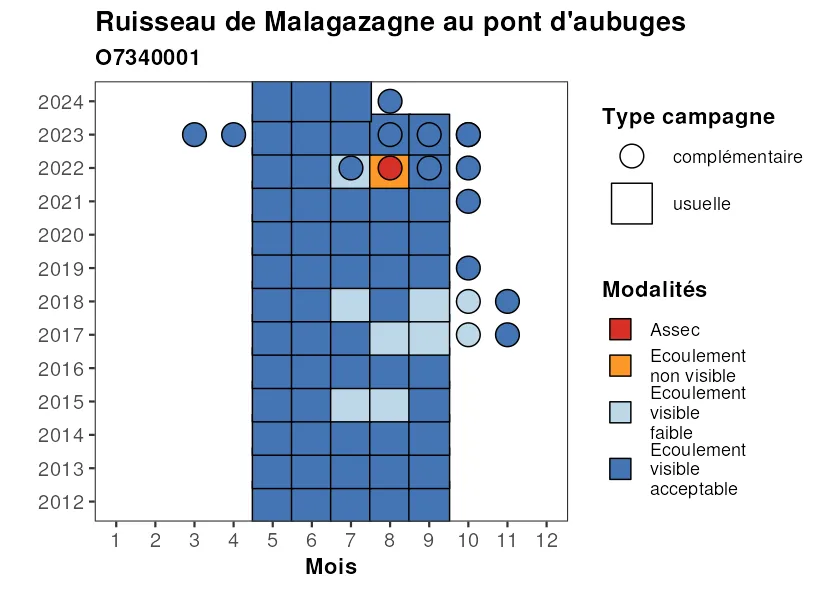 Ruisseau de Malagazagne au pont d'aubuges
O7340001
2024
2023
2022
2021
2020
2019
2018
2017
2016
2015
2014
2013
2012
1 2 3 4 5 6 7 8 9 10 11 12
Mois
Type campagne
complémentaire
usuelle
Modalités
Assec
Ecoulement
non visible
Ecoulement
visible
faible
Ecoulement
visible
acceptable